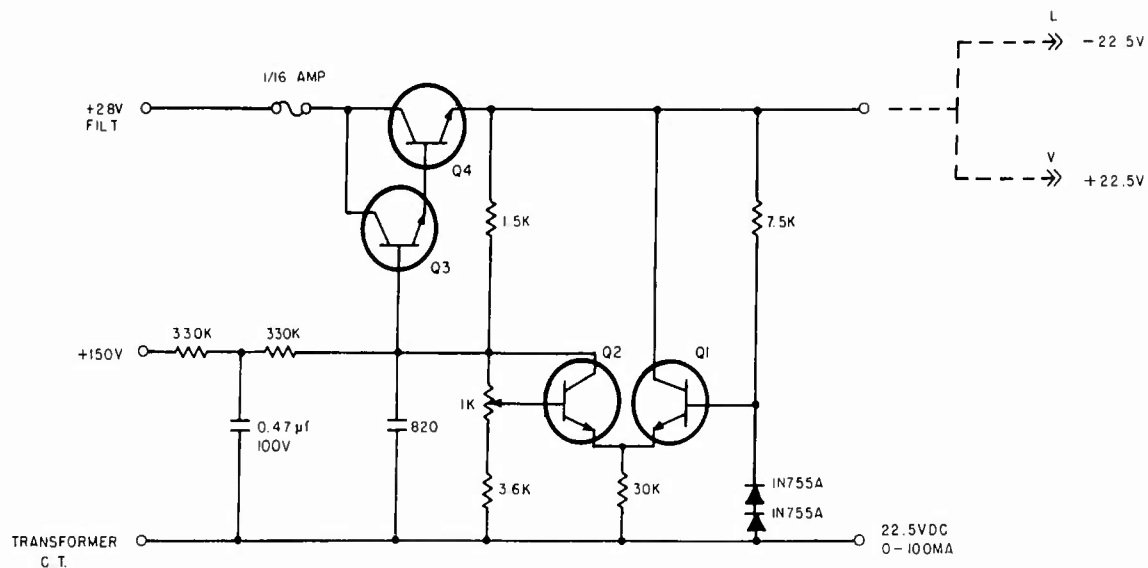 L
-22.5V
1/16 AMP
+28V
FILT
Q4
V
+22.5V
1.5K
7.5K
Q3
330K
330K
+150V
Q2
Q1
1K
0.47µf
100V
820
3.6K
30K
IN755A
IN755A
TRANSFORMER
C.T.
22.5VDC
0-100MA